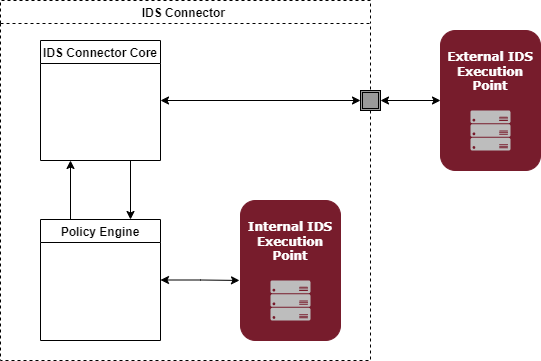 IDS Connector
IDS Connector Core
External IDS
Execution
Point
Policy Engine
Internal IDS
Execution
Point